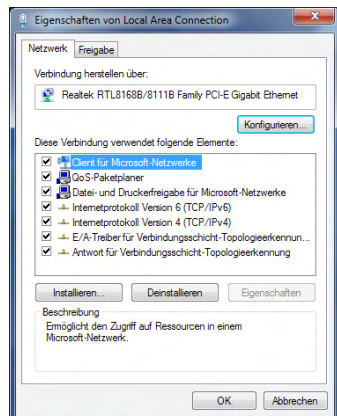 Eigenschaften von Local Area Connection
Netzwerk Freigabe
Verbindung herstellen über:
Realtek RTL8168B/8111B Family PCI-E Gigabit Ethernet
Konfigurieren...
Diese Verbindung verwendet folgende Elemente:
Client für Microsoft-Netzwerke
QoS-Paketplaner
Datei- und Druckerfreigabe für Microsoft-Netzwerke
Internetprotokoll Version 6 (TCP/IPv6)
Internetprotokoll Version 4 (TCP/IPv4)
E/A-Treiber für Verbindungsschicht-Topologieerkennun...
Antwort für Verbindungsschicht-Topologieerkennung
Installieren... Deinstallieren Eigenschaften
Beschreibung
Ermöglicht den Zugriff auf Ressourcen in einem
Microsoft-Netzwerk.
OK Abbrechen